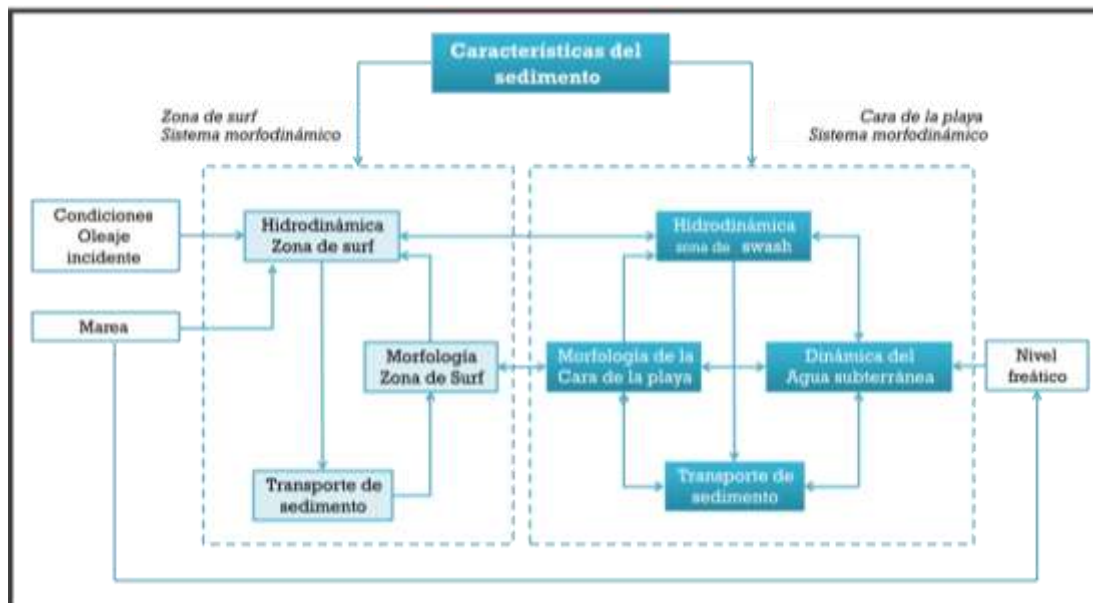 Características del
sedimento
Zona de surf
Sistema morfodinámico
Cara de la playa
Sistema morfodinámico
Condiciones
Oleaje
incidente
Hidrodinámica
Zona de surf
Hidrodinámica
zona de swash
Marea
Morfología
Zona de Surf
Morfología de la
Cara de la playa
Dinámica del
Agua subterránea
Nivel
freático
Transporte de
sedimento
Transporte de
sedimento